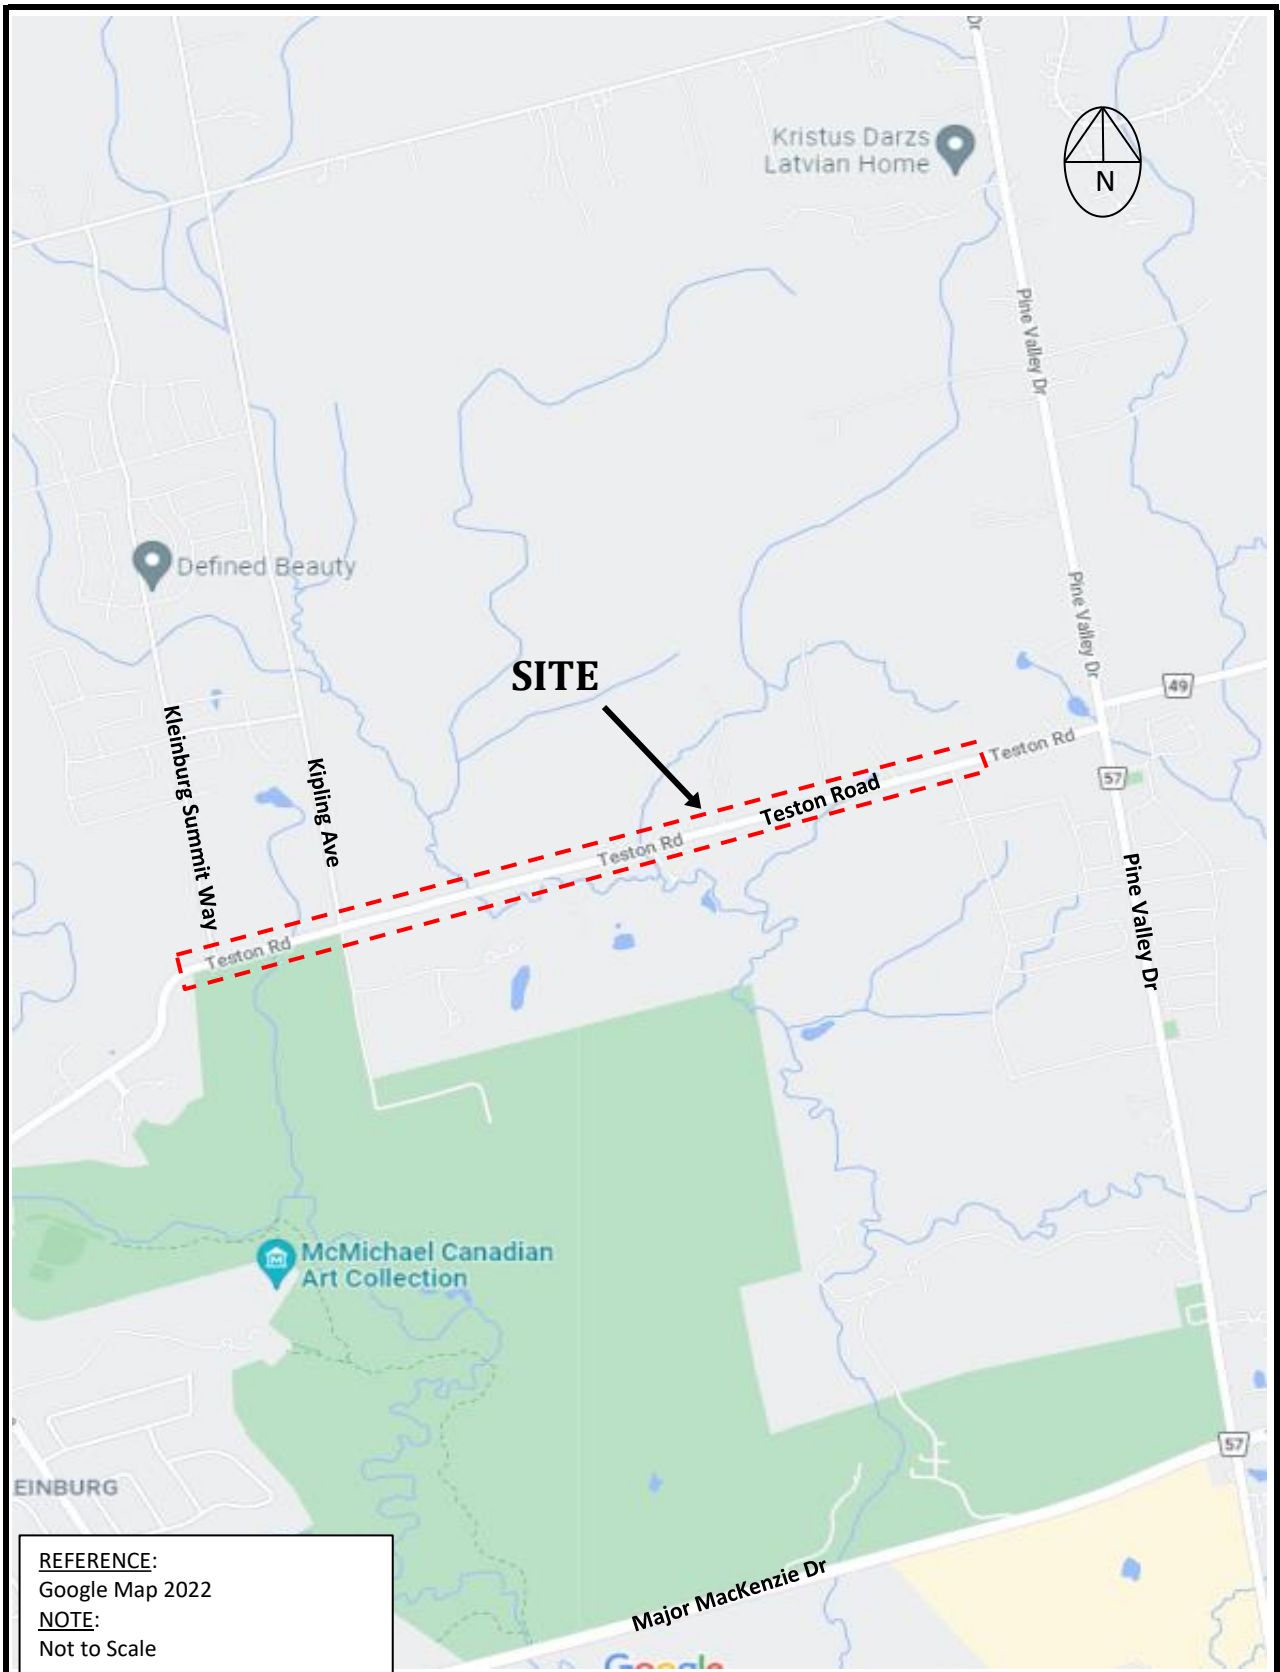 Dr
Kristus Darzs
Latvian Home
N
Pine Valley Dr
Defined Beauty
Pine Valley Dr
SITE
49
Kleinburg Summit Way
Kipling Ave
Teston Rd
57
Teston Road
Teston Rd
Pine Valley Dr
Teston Rd
McMichael Canadian
Art Collection
57
EINBURG
REFERENCE:
Google Map 2022
NOTE:
Not to Scale
Major MacKenzie Dr
Google